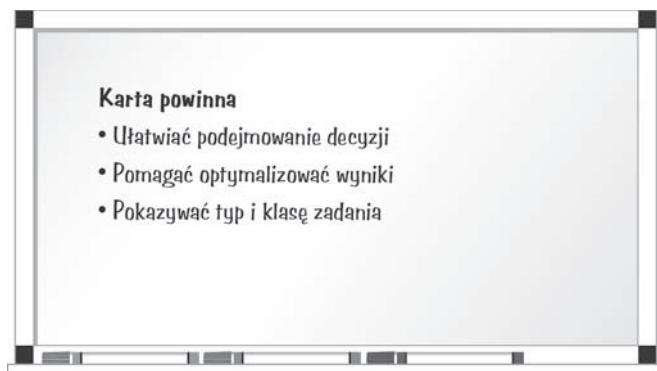 Karta powinna
• Ułatwiać podejmowanie decyzji
• Pomagać optymalizować wyniki
• Pokazywać typ i klasę zadania